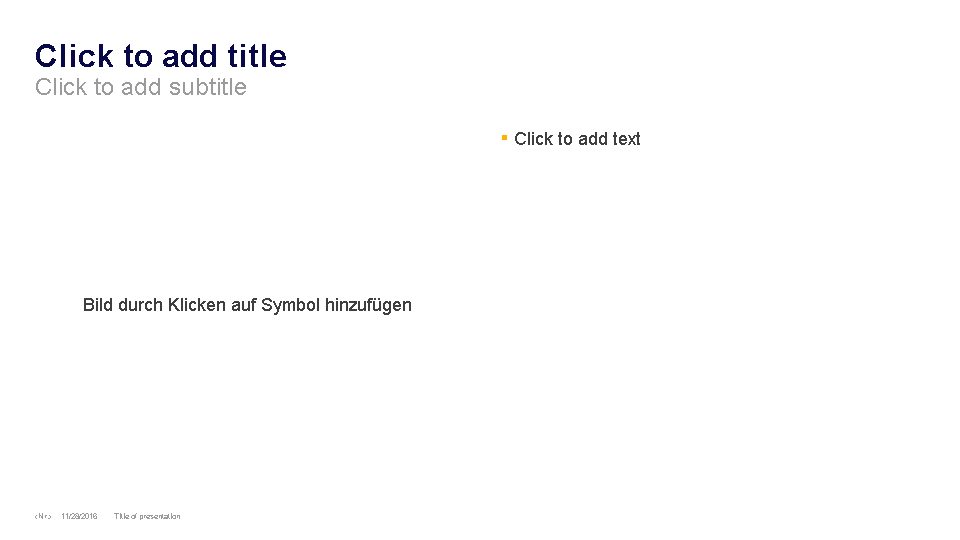 Click to add title
Click to add subtitle
▪ Click to add text
Bild durch Klicken auf Symbol hinzufügen
‹Nr.› 11/28/2016 Title of presentation